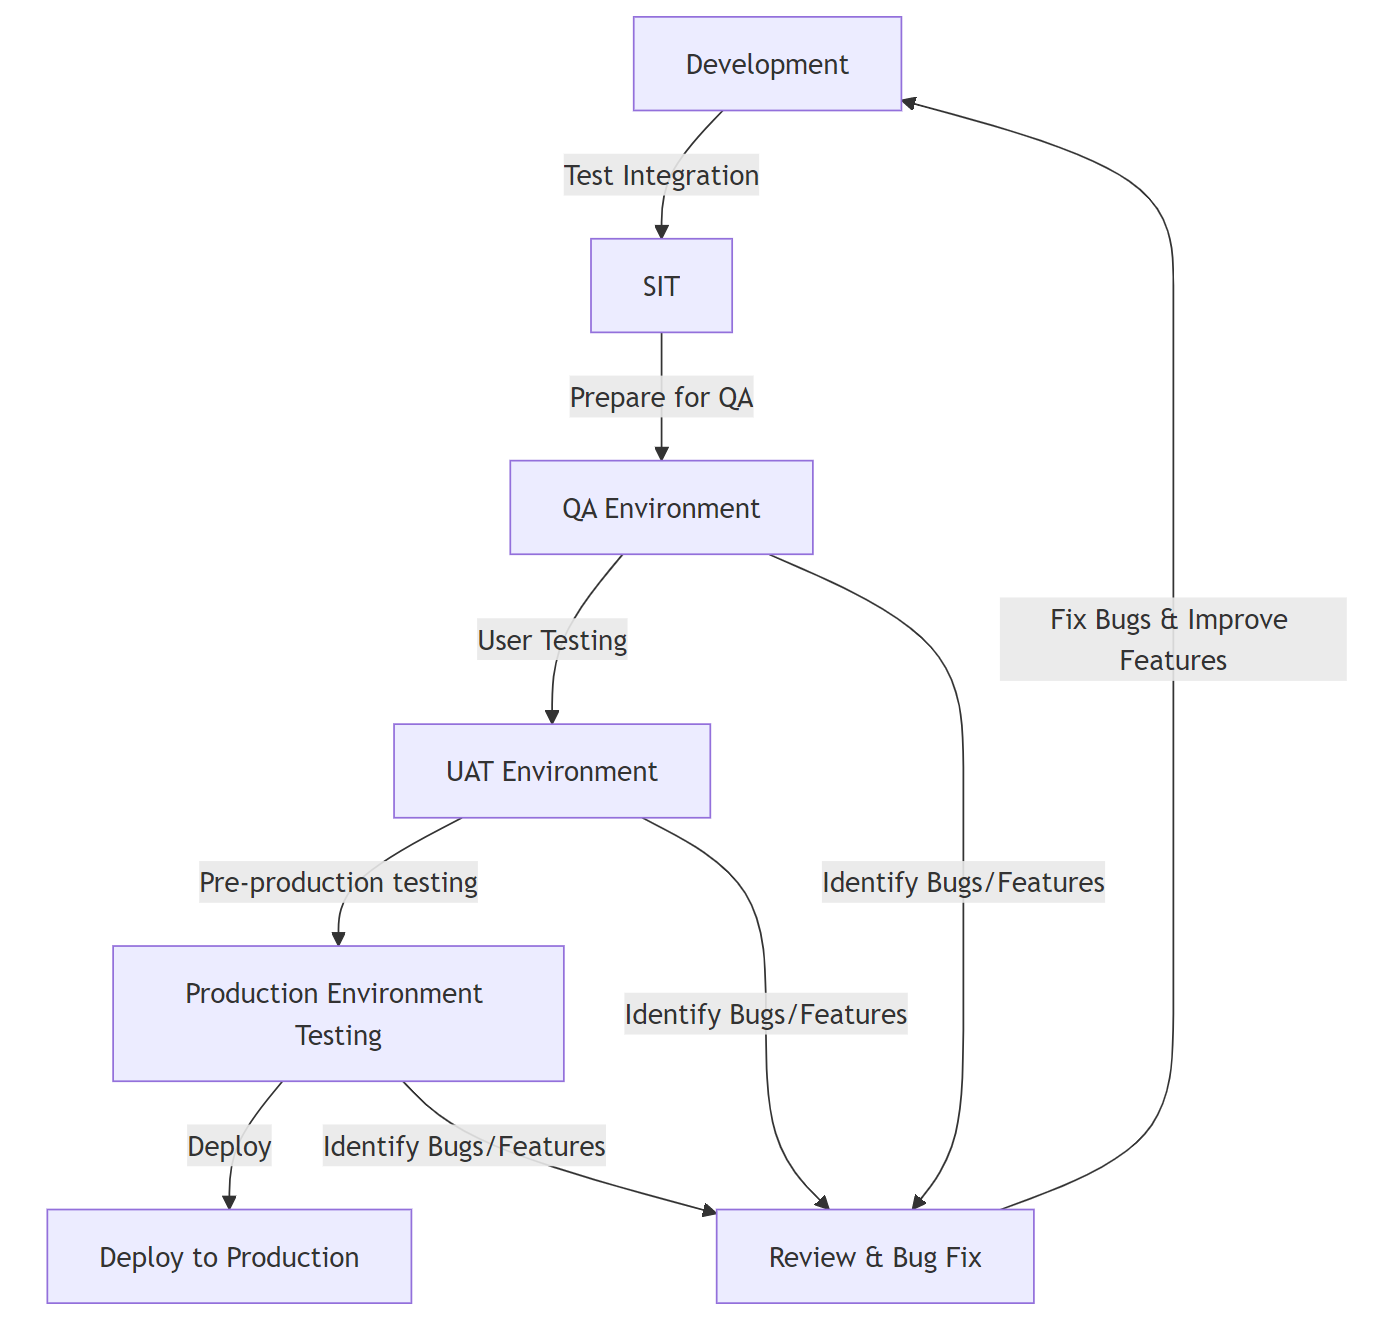 Development
Test Integration
SIT
Prepare for QA
QA Environment
Fix Bugs & Improve
Features
User Testing
UAT Environment
Pre-production testing
Identify Bugs/Features
Production Environment
Testing
Identify Bugs/Features
Deploy
Identify Bugs/Features
Deploy to Production
Review & Bug Fix